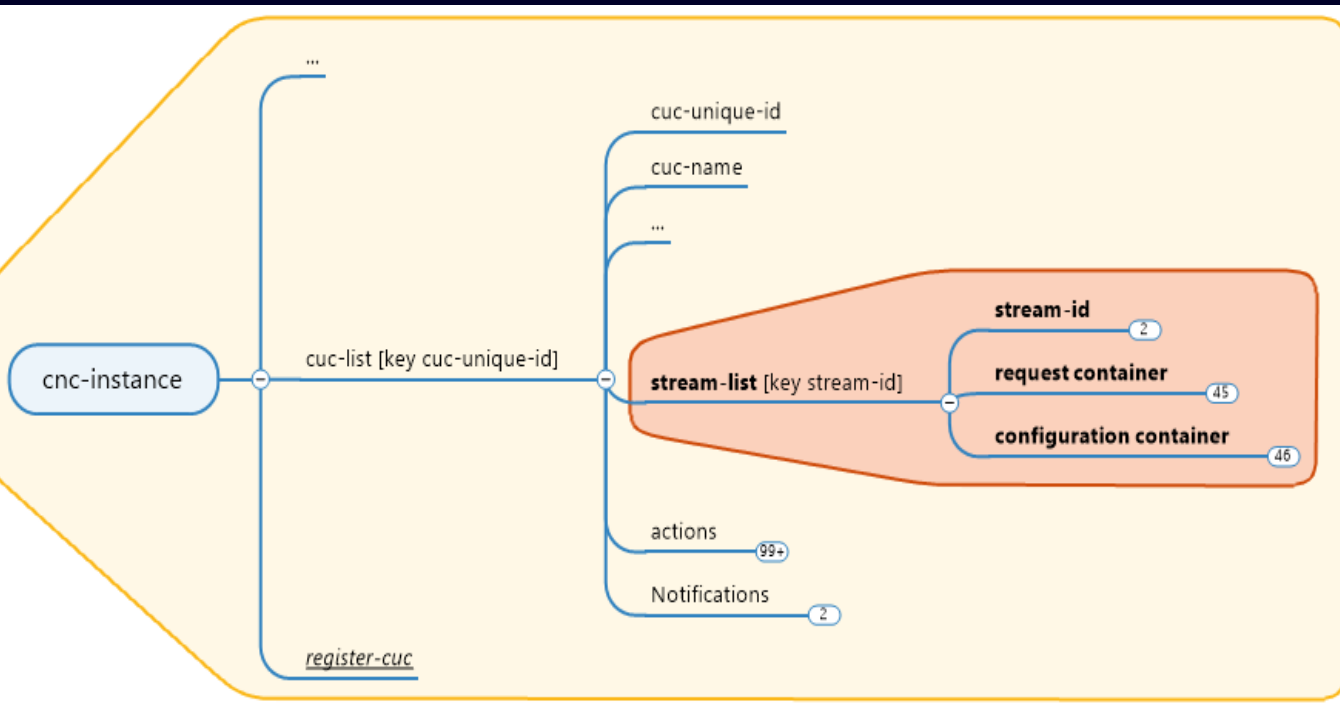 ...
cuc-unique-id
cuc-name
...
stream-id
2
request container
45
cnc-instance
cuc-list [key cuc-unique-id]
stream-list [key stream-id]
configuration container
46
actions
99+
Notifications
2
register-cuc